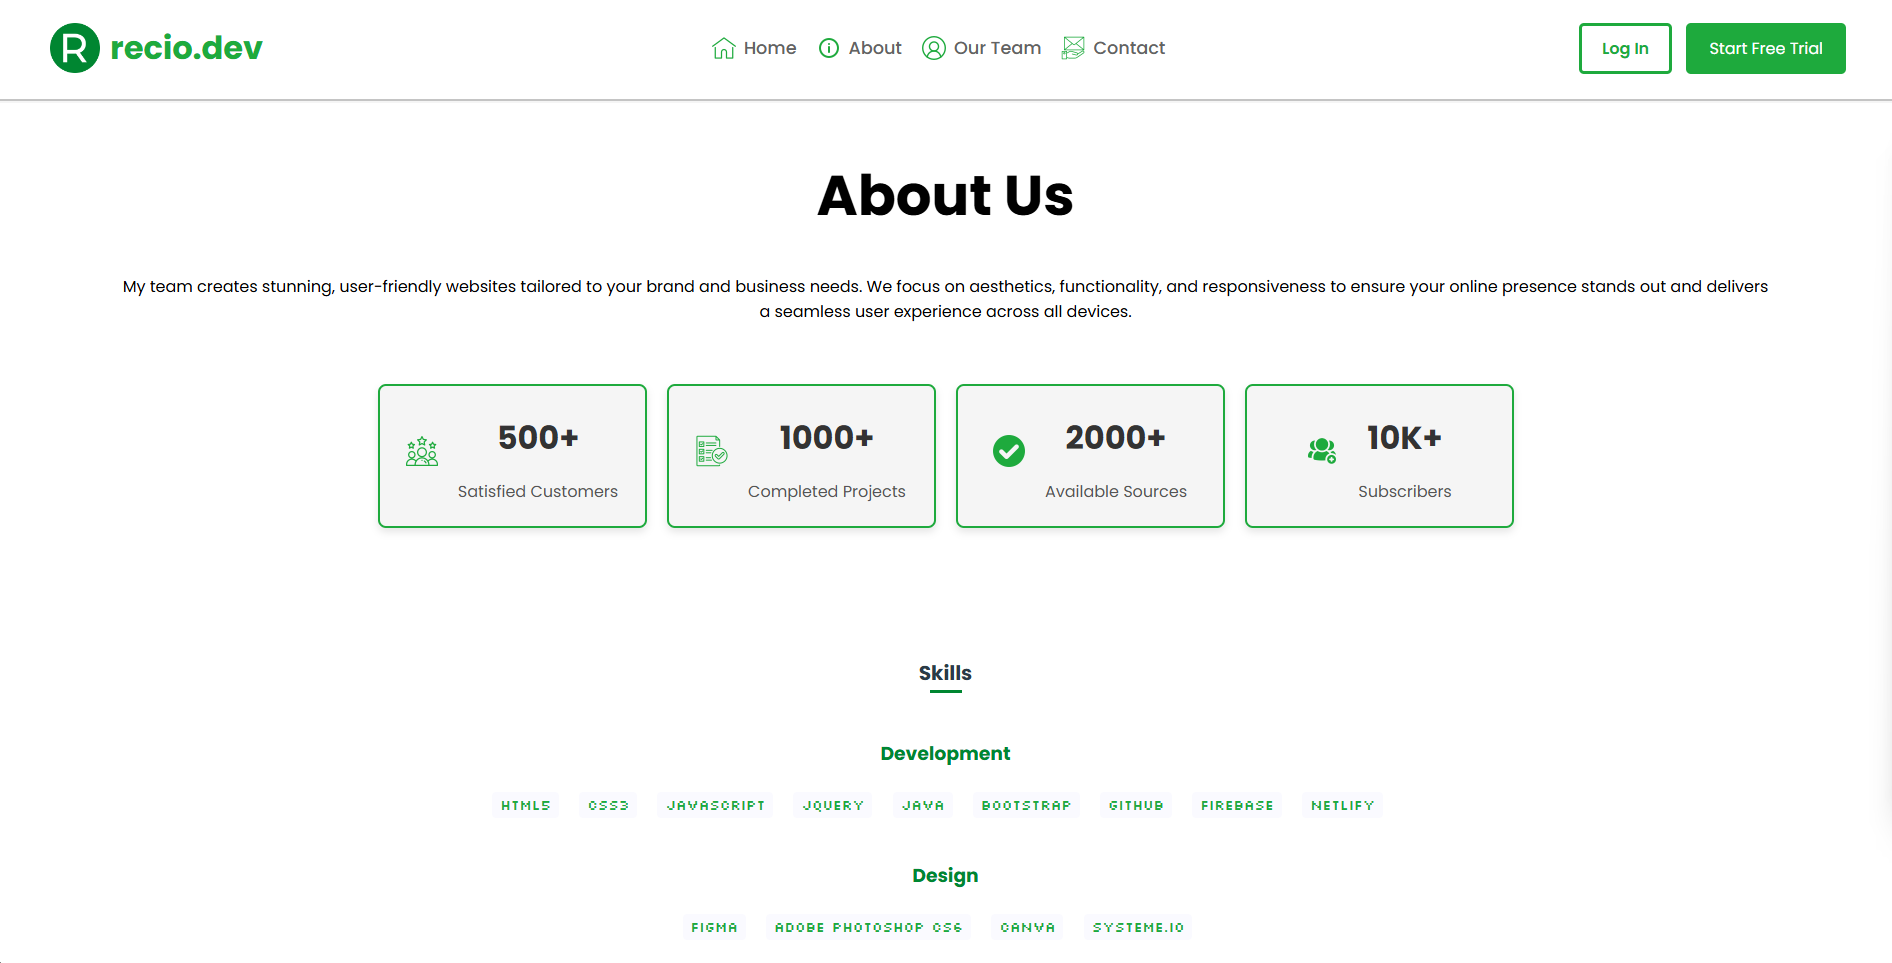 R recio.dev
Home About Our Team Contact
Log In Start Free Trial
About Us
My team creates stunning, user-friendly websites tailored to your brand and business needs. We focus on aesthetics, functionality, and responsiveness to ensure your online presence stands out and delivers
a seamless user experience across all devices.
500+
Satisfied Customers
1000+
Completed Projects
2000+
Available Sources
10K+
Subscribers
Skills
Development
HTML5 CSS3 JAVASCRIPT JQUERY JAVA BOOTSTRAP GITHUB FIREBASE NETLIFY
Design
FIGMA ADOBE PHOTOSHOP CS6 CANVA SYSTEME.IO